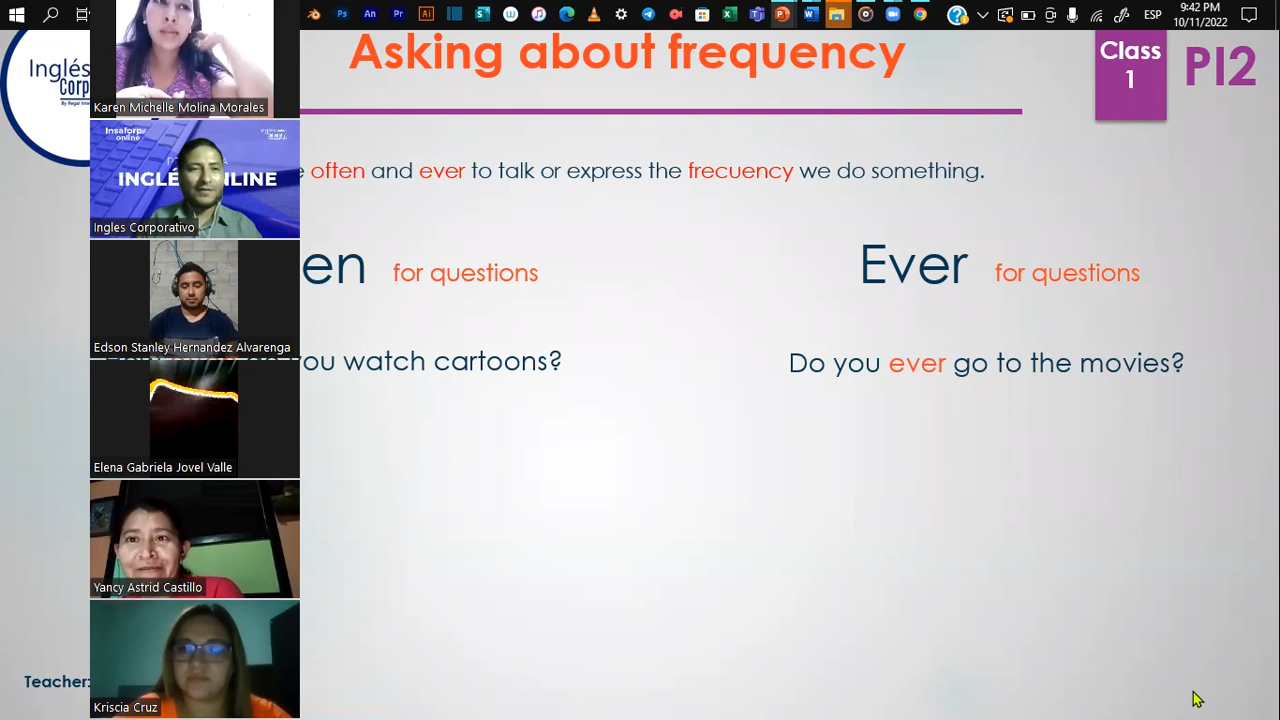 9:42 PM
ESP
10/11/2022
Asking about frequency
Class
1
PI2
Inglés
Corp
often and ever to talk or express the frecuency we do something.
for questions
Ever for questions
you watch cartoons?
Do you ever go to the movies?
Teacher:
Karen Michelle Molina Morales
Insaforp
online
INGLÉS ONLINE
Ingles Corporativo
Edson Stanley Hernandez Alvarenga
Elena Gabriela Jovel Valle
Yancy Astrid Castillo
Kriscia Cruz